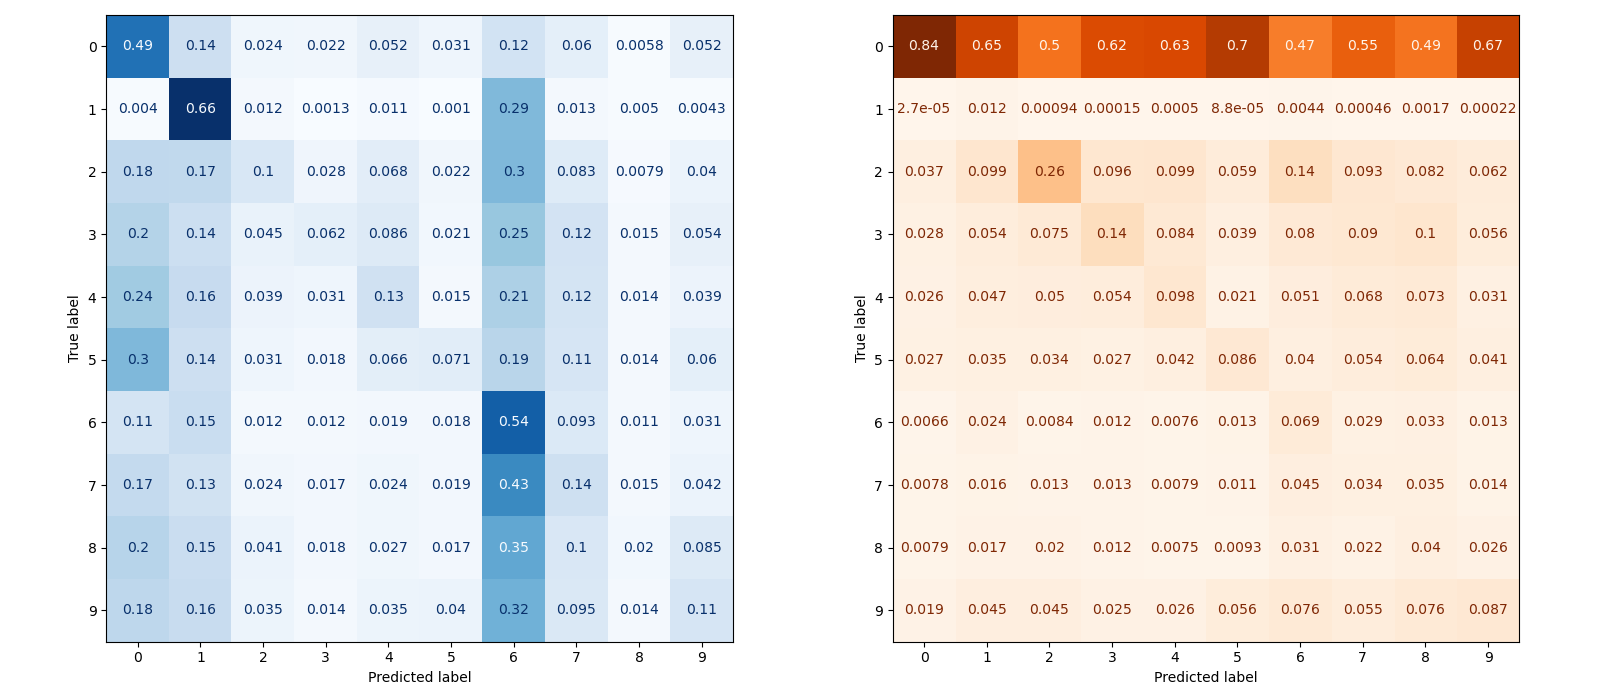 0 0.49 0.14 0.024 0.022 0.052 0.031 0.12 0.06 0.0058 0.052
1 0.004 0.66 0.012 0.0013 0.011 0.001 0.29 0.013 0.005 0.0043
2 0.18 0.17 0.1 0.028 0.068 0.022 0.3 0.083 0.0079 0.04
3 0.2 0.14 0.045 0.062 0.086 0.021 0.25 0.12 0.015 0.054
4 0.24 0.16 0.039 0.031 0.13 0.015 0.21 0.12 0.014 0.039
5 0.3 0.14 0.031 0.018 0.066 0.071 0.19 0.11 0.014 0.06
6 0.11 0.15 0.012 0.012 0.019 0.018 0.54 0.093 0.011 0.031
7 0.17 0.13 0.024 0.017 0.024 0.019 0.43 0.14 0.015 0.042
8 0.2 0.15 0.041 0.018 0.027 0.017 0.35 0.1 0.02 0.085
9 0.18 0.16 0.035 0.014 0.035 0.04 0.32 0.095 0.014 0.11
0 1 2 3 4 5 6 7 8 9
True label
Predicted label
0 0.84 0.65 0.5 0.62 0.63 0.7 0.47 0.55 0.49 0.67
1 2.7e-05 0.012 0.00094 0.00015 0.0005 8.8e-05 0.0044 0.00046 0.0017 0.00022
2 0.037 0.099 0.26 0.096 0.099 0.059 0.14 0.093 0.082 0.062
3 0.028 0.054 0.075 0.14 0.084 0.039 0.08 0.09 0.1 0.056
4 0.026 0.047 0.05 0.054 0.098 0.021 0.051 0.068 0.073 0.031
5 0.027 0.035 0.034 0.027 0.042 0.086 0.04 0.054 0.064 0.041
6 0.0066 0.024 0.0084 0.012 0.0076 0.013 0.069 0.029 0.033 0.013
7 0.0078 0.016 0.013 0.013 0.0079 0.011 0.045 0.034 0.035 0.014
8 0.0079 0.017 0.02 0.012 0.0075 0.0093 0.031 0.022 0.04 0.026
9 0.019 0.045 0.045 0.025 0.026 0.056 0.076 0.055 0.076 0.087
0 1 2 3 4 5 6 7 8 9
True label
Predicted label